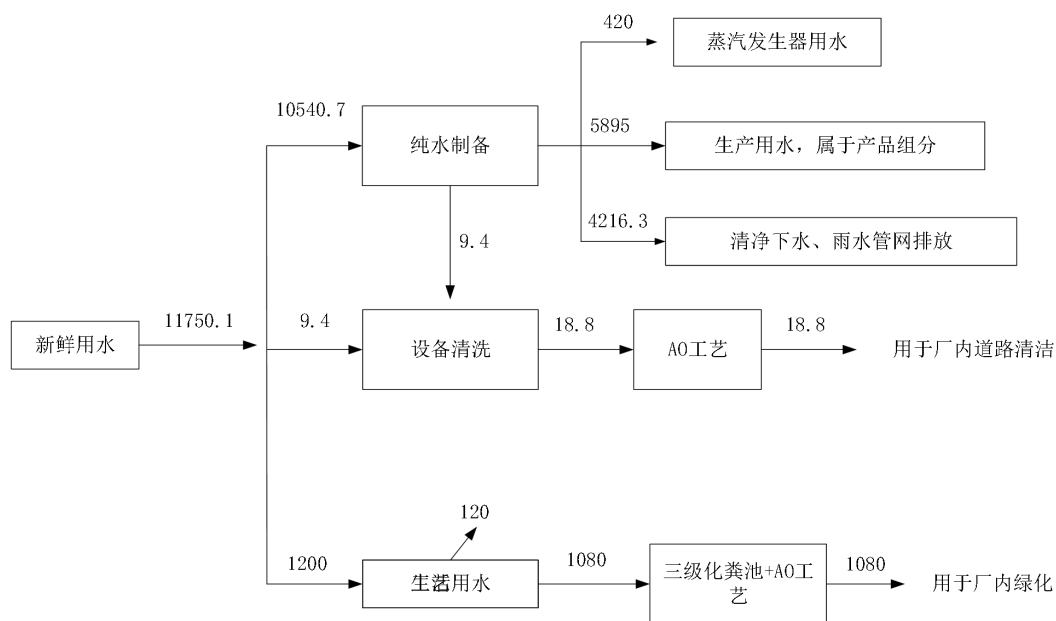 420
蒸汽发生器用水
10540.7
纯水制备
5895
生产用水，属于产品组分
4216.3
清净下水、雨水管网排放
9.4
新鲜用水
11750.1
9.4
设备清洗
18.8
AO工艺
18.8
用于厂内道路清洁
120
1200
生活用水
1080
三级化粪池+AO工
艺
1080
用于厂内绿化